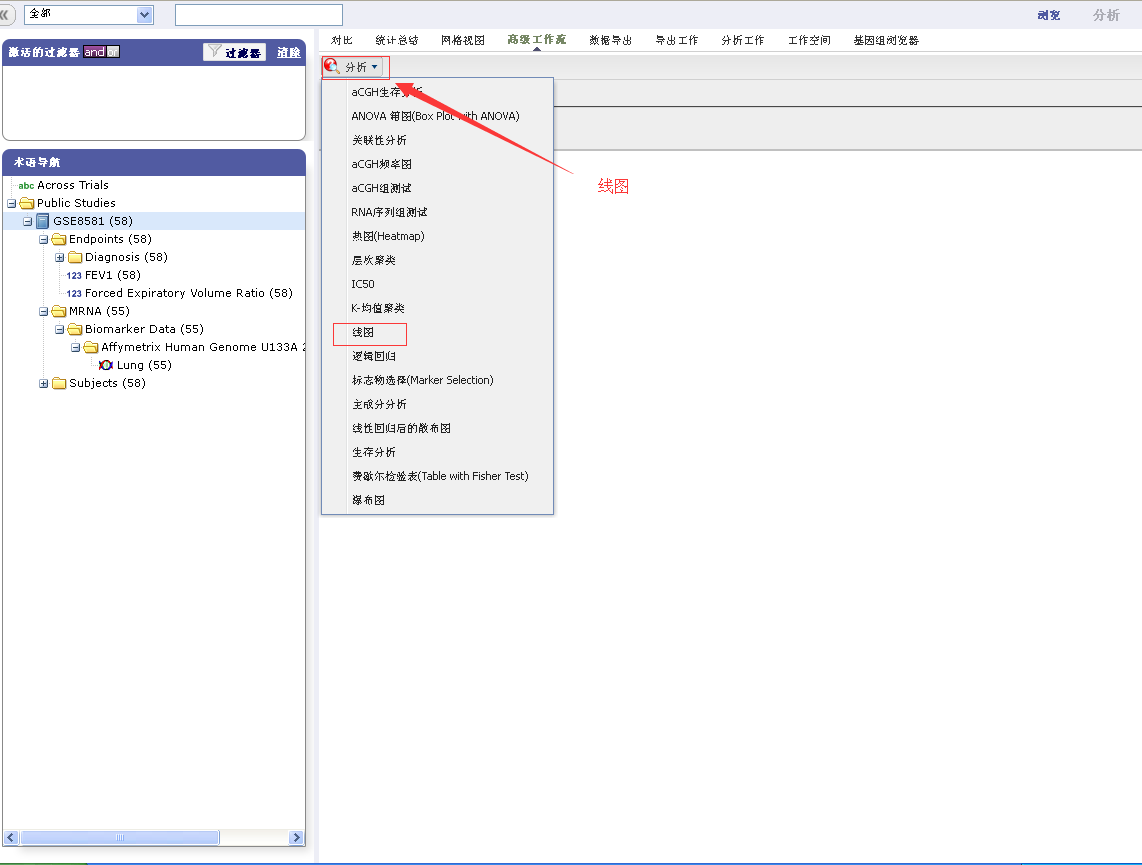 全部
浏览
分析
激活的过滤器 and or
过滤器
清除
对比
统计总结
网格视图
高级工作流
数据导出
导出工作
分析工作
工作空间
基因组浏览器
分析
aCGH生存分析
ANOVA 箱图(Box Plot with ANOVA)
关联性分析
aCGH频率图
aCGH组测试
RNA序列组测试
热图(Heatmap)
层次聚类
IC50
K-均值聚类
线图
逻辑回归
标志物选择(Marker Selection)
主成分分析
线性回归后的散布图
生存分析
费歇尔检验表(Table with Fisher Test)
瀑布图
线图
术语导航
abc Across Trials
Public Studies
GSE8581 (58)
Endpoints (58)
Diagnosis (58)
123 FEV1 (58)
123 Forced Expiratory Volume Ratio (58)
MRNA (55)
Biomarker Data (55)
Affymetrix Human Genome U133A 2
Lung (55)
Subjects (58)